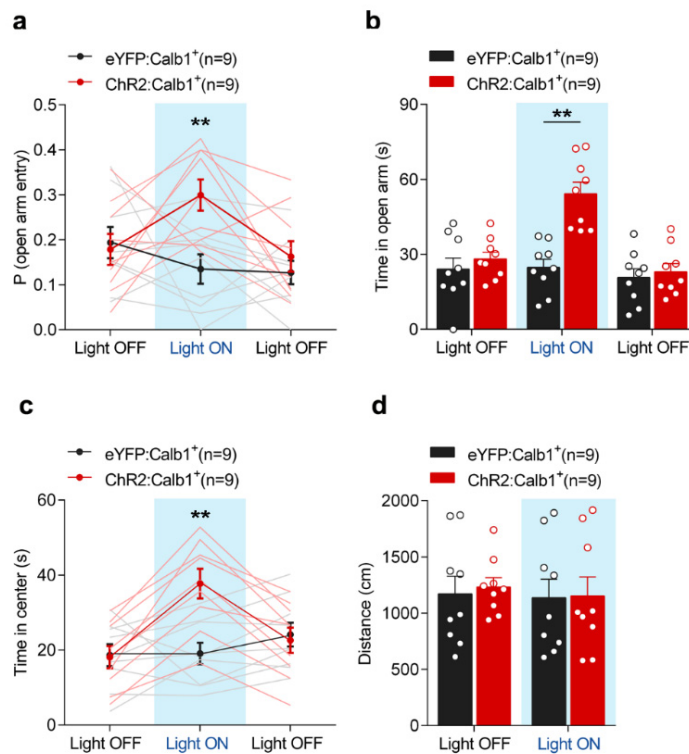 a
eYFP:Calb1⁺(n=9)
ChR2:Calb1⁺(n=9)
**
P (open arm entry)
0.5
0.4
0.3
0.2
0.1
0.0
Light OFF Light ON Light OFF
b
eYFP:Calb1⁺(n=9)
ChR2:Calb1⁺(n=9)
**
Time in open arm (s)
90
60
30
0
Light OFF Light ON Light OFF
c
eYFP:Calb1⁺(n=9)
ChR2:Calb1⁺(n=9)
**
Time in center (s)
60
40
20
0
Light OFF Light ON Light OFF
d
eYFP:Calb1⁺(n=9)
ChR2:Calb1⁺(n=9)
Distance (cm)
2000
1500
1000
500
0
Light OFF Light ON